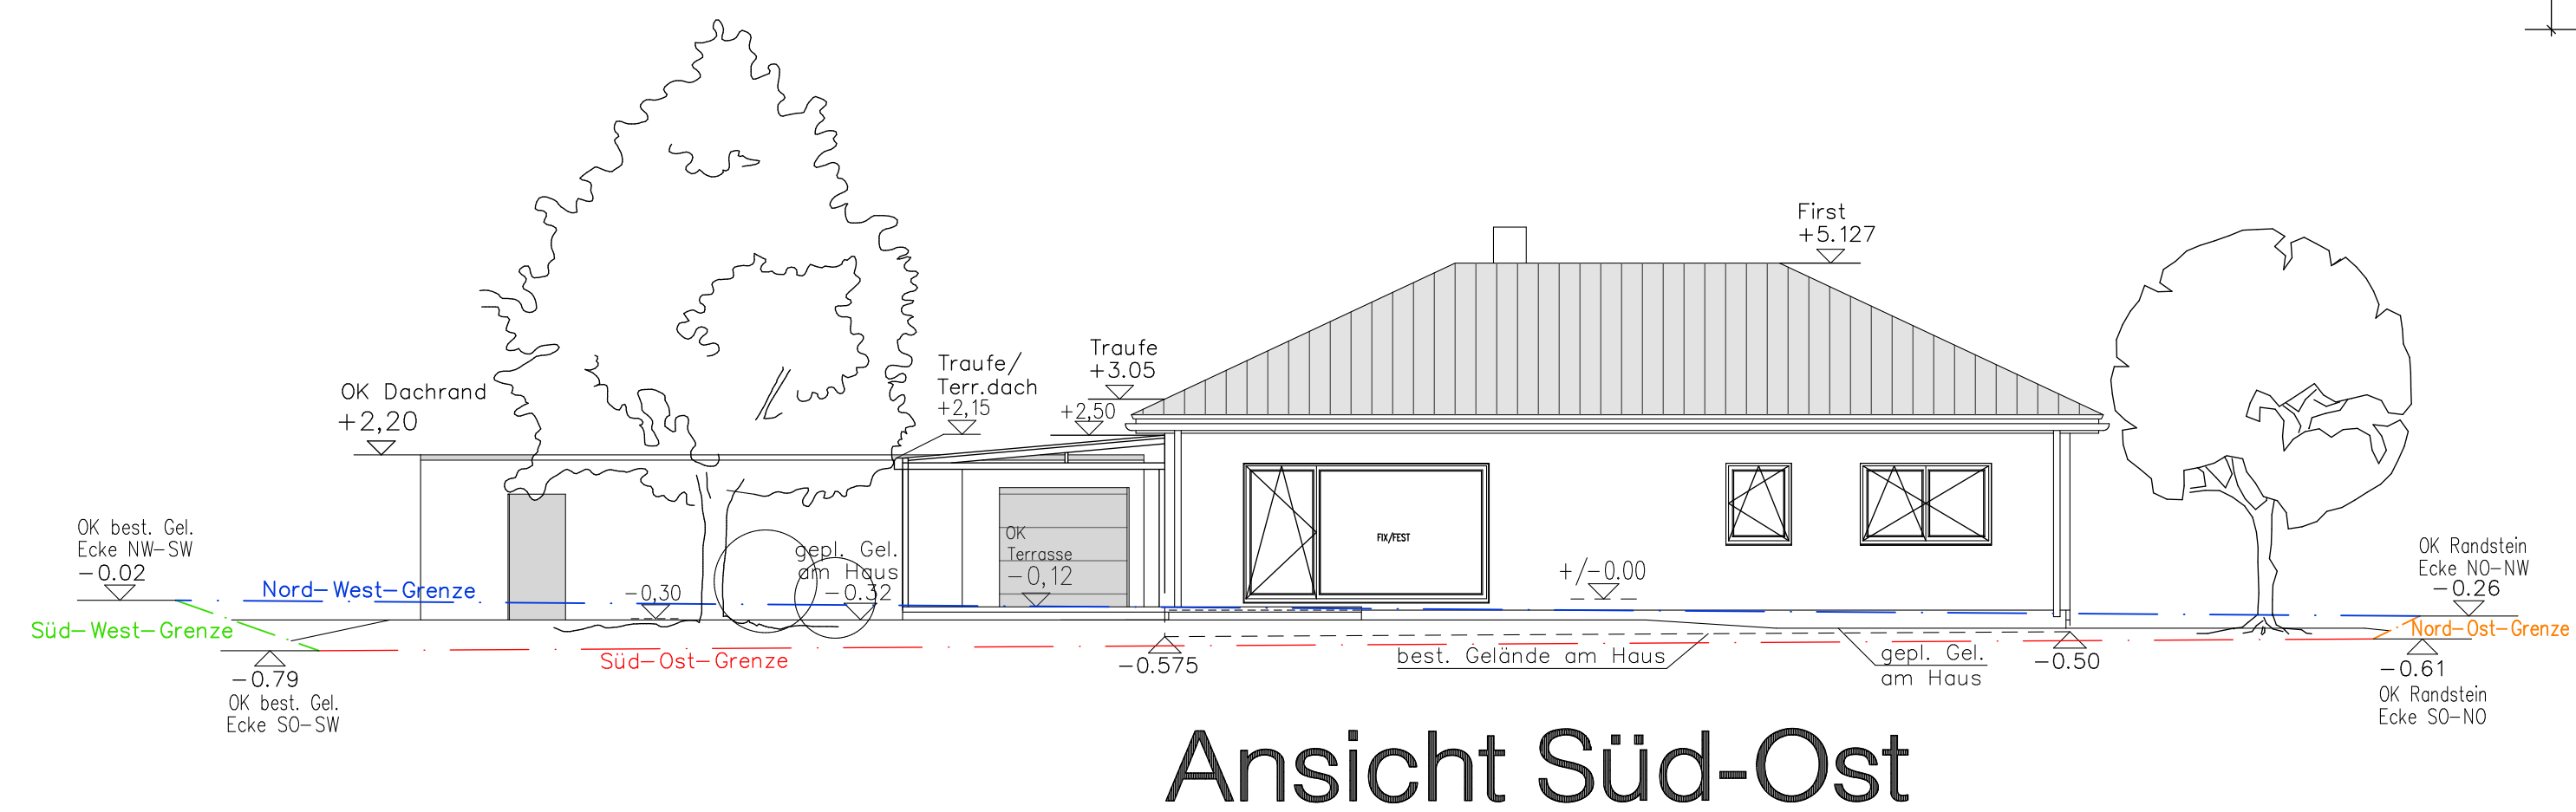 First
+5.127
Traufe
+3.05
Traufe/
Terr.dach
+2,15
+2,50
OK Dachrand
+2,20
FIX/FEST
OK best. Gel.
Ecke NW-SW
-0.02
Nord-West-Grenze
Süd-West-Grenze
-0,30
gepl. Gel.
am Haus
-0.32
OK
Terrasse
-0,12
+/-0.00
OK Randstein
Ecke NO-NW
-0.26
Nord-Ost-Grenze
Süd-Ost-Grenze
-0.79
OK best. Gel.
Ecke SO-SW
-0.575
best. Gelände am Haus
gepl. Gel.
am Haus
-0.50
-0.61
OK Randstein
Ecke SO-NO
Ansicht Süd-Ost